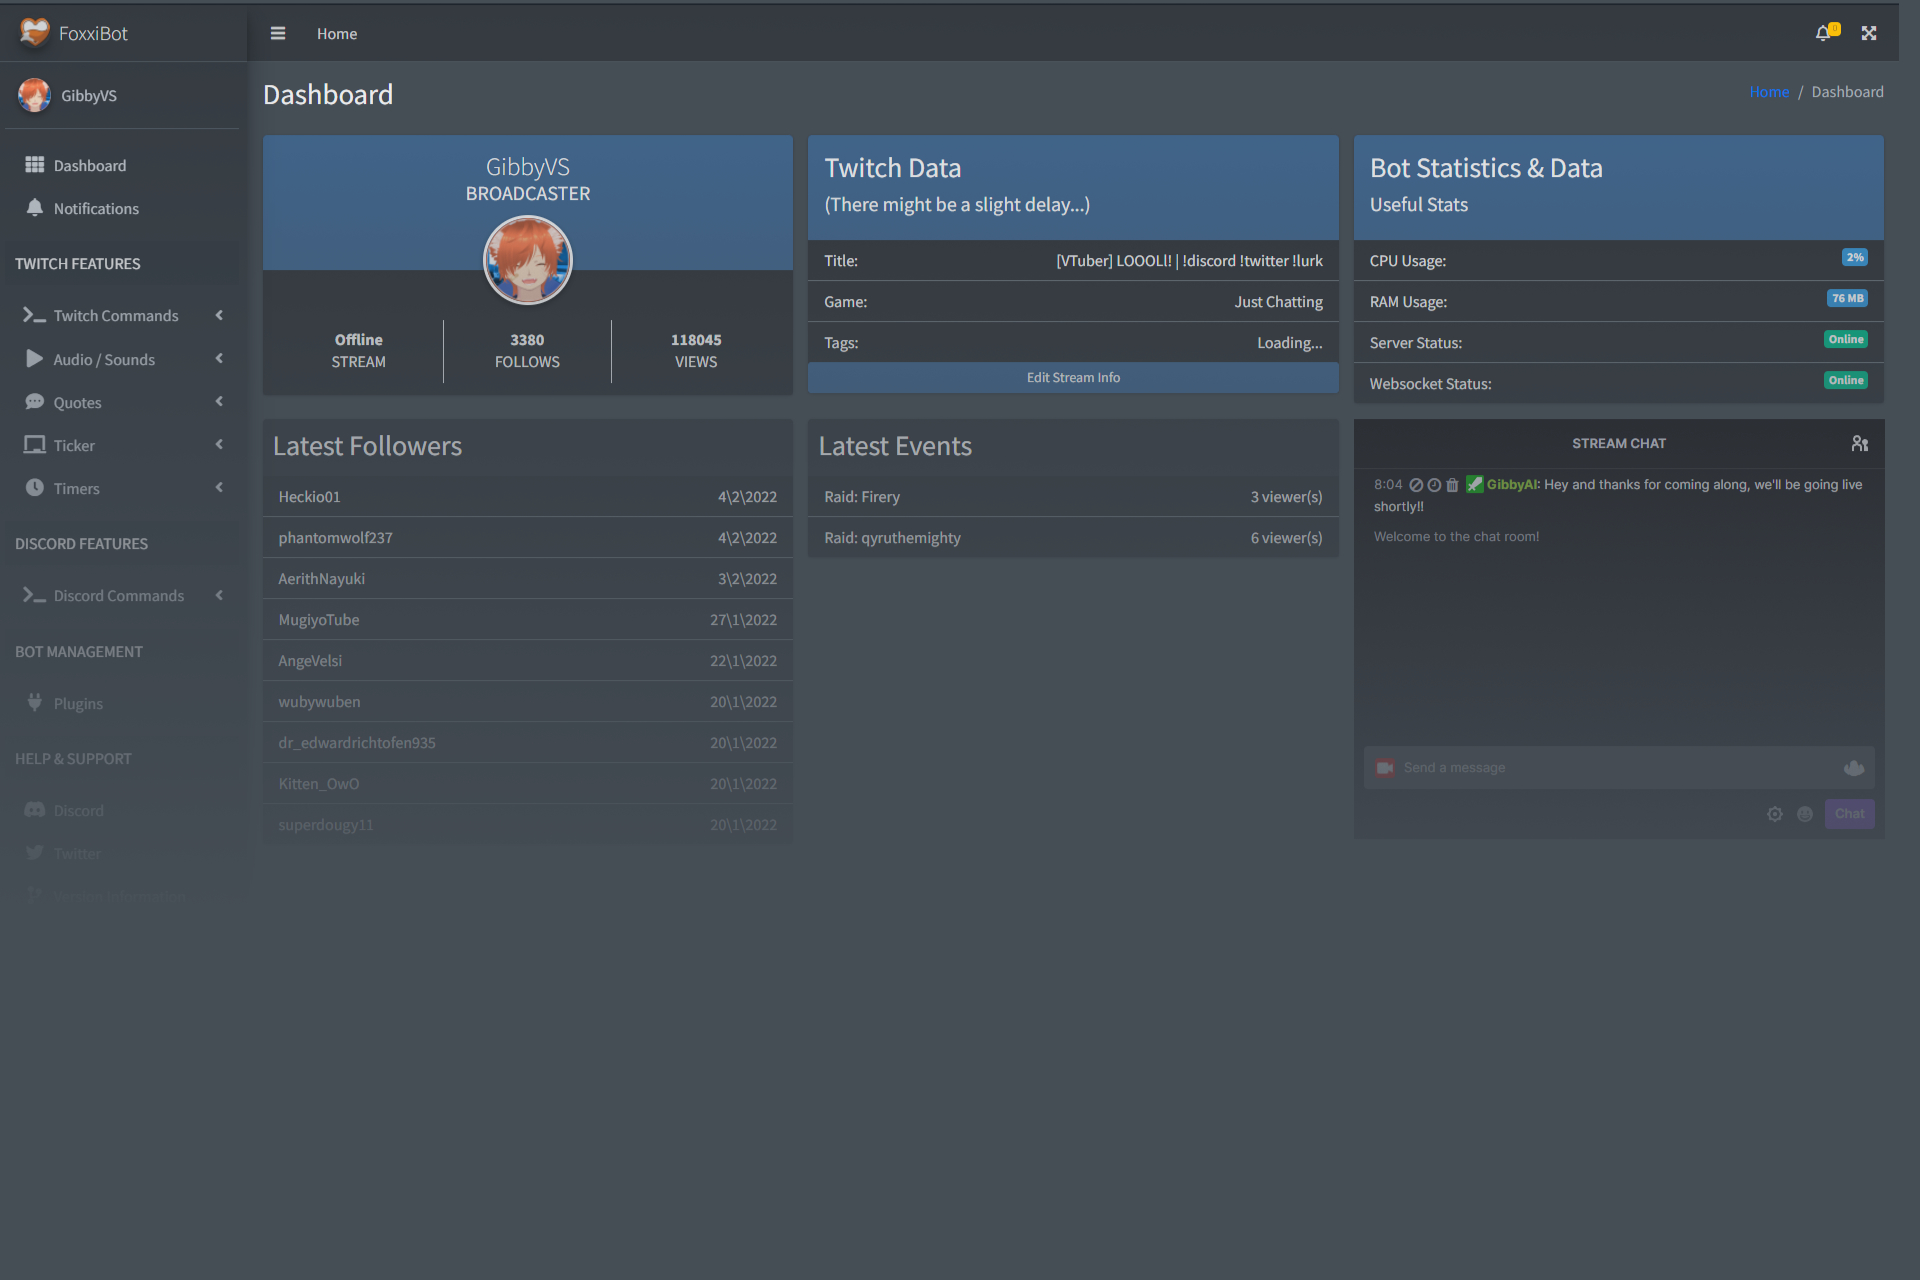 FoxxiBot
Home
GibbyVS
Dashboard
Home / Dashboard
Dashboard
Notifications
TWITCH FEATURES
Twitch Commands
Audio / Sounds
Quotes
Ticker
Timers
DISCORD FEATURES
Discord Commands
BOT MANAGEMENT
Plugins
HELP & SUPPORT
Discord
Twitter
Version Information
GibbyVS
BROADCASTER
Offline
STREAM
3380
FOLLOWS
118045
VIEWS
Twitch Data
(There might be a slight delay...)
Title: [VTuber] LOOOLl! | !discord !twitter !lurk
Game: Just Chatting
Tags: Loading...
Edit Stream Info
Bot Statistics & Data
Useful Stats
CPU Usage: 2%
RAM Usage: 76 MB
Server Status: Online
Websocket Status: Online
Latest Followers
Heckio01 4\2\2022
phantomwolf237 4\2\2022
AerithNayuki 3\2\2022
MugiyoTube 27\1\2022
AngeVelsi 22\1\2022
wubywuben 20\1\2022
dr_edwardrichtofen935 20\1\2022
Kitten_OwO 20\1\2022
superdougy11 20\1\2022
Latest Events
Raid: Firery 3 viewer(s)
Raid: qyruthemighty 6 viewer(s)
STREAM CHAT
8:04 GibbyAI: Hey and thanks for coming along, we'll be going live
shortly!!
Welcome to the chat room!
Send a message
Chat